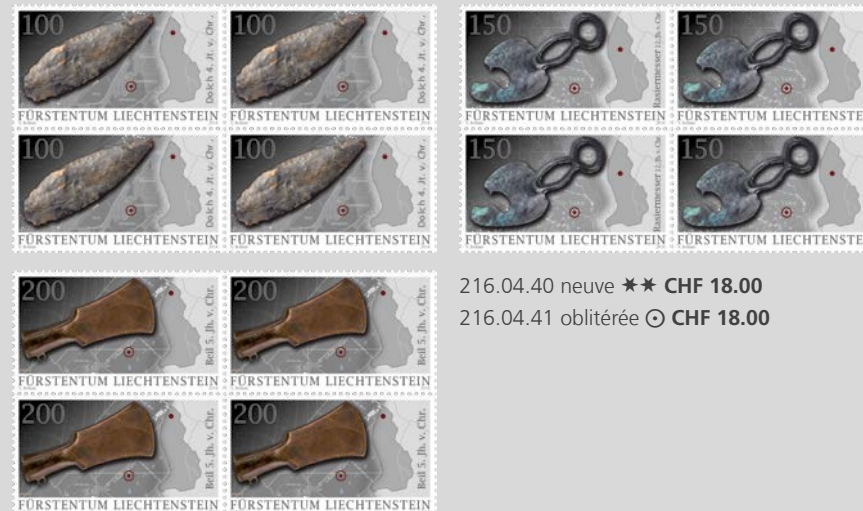 100 100
Dolch 4. Jt. v. Chr. Dolch 4. Jt. v. Chr.
FÜRSTENTUM LIECHTENSTEIN FÜRSTENTUM LIECHTENSTEIN
100 100
Dolch 4. Jt. v. Chr. Dolch 4. Jt. v. Chr.
FÜRSTENTUM LIECHTENSTEIN FÜRSTENTUM LIECHTENSTEIN
150 150
Rasiermesser
FÜRSTENTUM LIECHTENSTEIN FÜRSTENTUM LIECHTENSTE
150 150
Rasiermesser
FÜRSTENTUM LIECHTENSTEIN FÜRSTENTUM LIECHTENSTE
200 200
Beil 5. Jh. v. Chr. Beil 5. Jh. v. Chr.
FÜRSTENTUM LIECHTENSTEIN FÜRSTENTUM LIECHTENSTEIN
200 200
Beil 5. Jh. v. Chr. Beil 5. Jh. v. Chr.
FÜRSTENTUM LIECHTENSTEIN FÜRSTENTUM LIECHTENSTEIN
216.04.40 neuve ✶✶ CHF 18.00
216.04.41 oblitérée ⊙ CHF 18.00